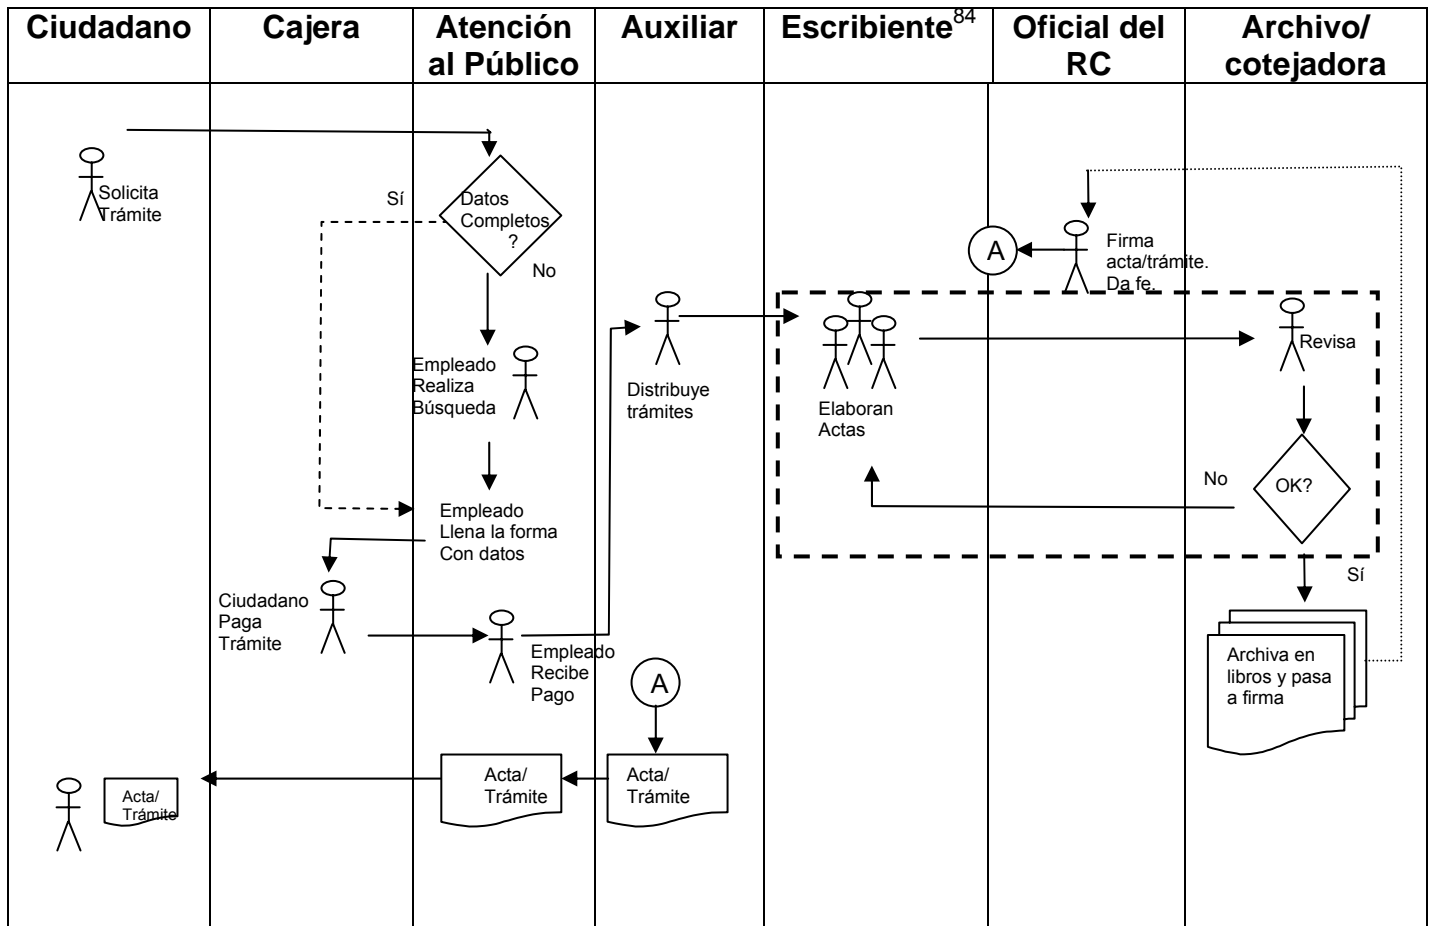 Ciudadano
Cajera
Atención
al Público
Auxiliar
Escribiente84
Oficial del
RC
Archivo/
cotejadora
Solicita
Trámite
Sí
Datos
Completos
?
No
Empleado
Realiza
Búsqueda
Empleado
Llena la forma
Con datos
Ciudadano
Paga
Trámite
Empleado
Recibe
Pago
Distribuye
trámites
Elaboran
Actas
A
Firma
acta/trámite.
Da fe.
Revisa
OK?
No
Sí
Archiva en
libros y pasa
a firma
A
Acta/
Trámite
Acta/
Trámite
Acta/
Trámite